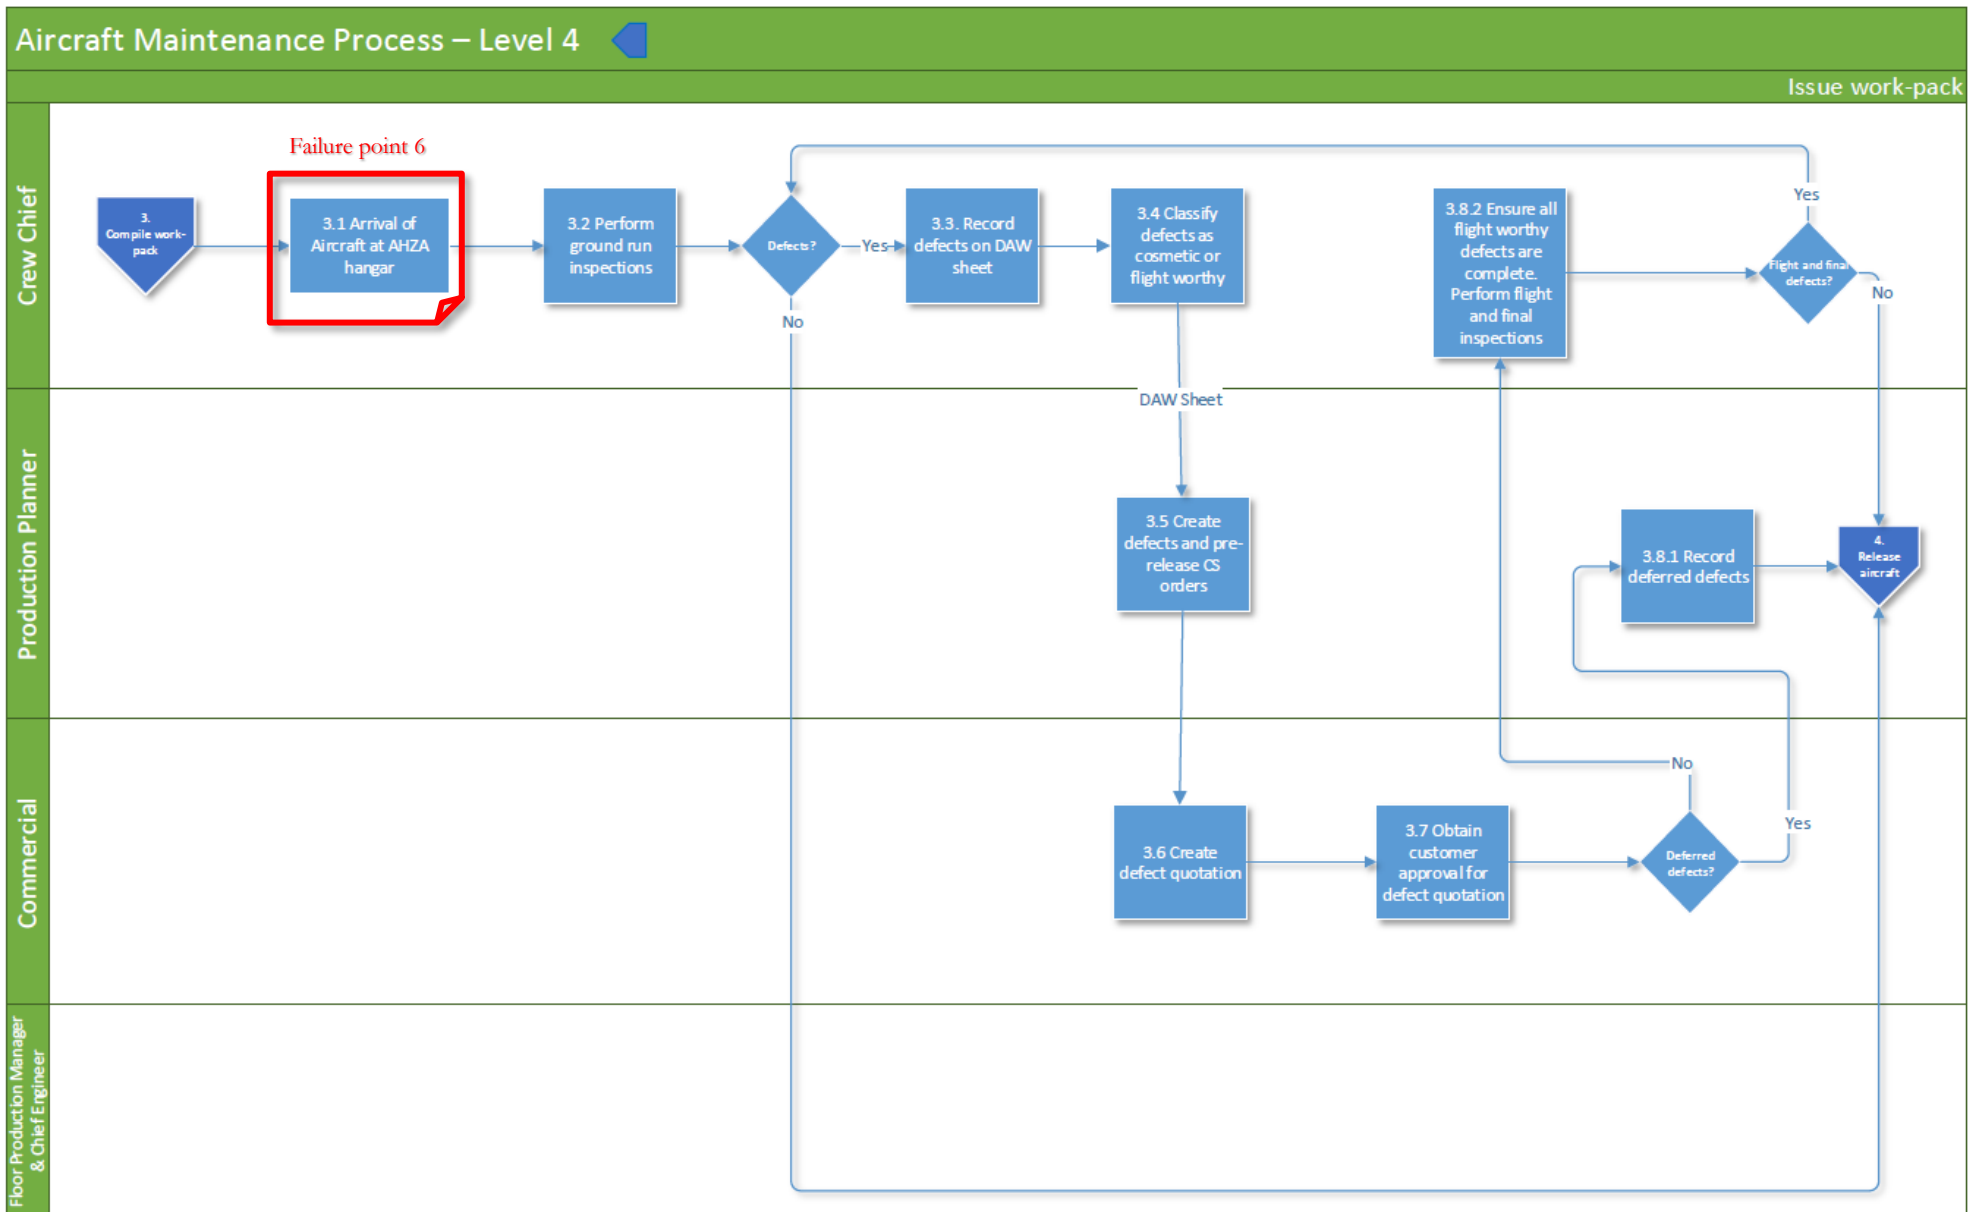 Aircraft Maintenance Process – Level 4
Issue work-pack
Crew Chief
Failure point 6
3.
Compile work-
pack
3.1 Arrival of
Aircraft at AHZA
hangar
3.2 Perform
ground run
inspections
Defects?
Yes
No
3.3. Record
defects on DAW
sheet
3.4 Classify
defects as
cosmetic or
flight worthy
3.8.2 Ensure all
flight worthy
defects are
complete.
Perform flight
and final
inspections
Yes
Flight and final
defects?
No
Production Planner
DAW Sheet
3.5 Create
defects and pre-
release CS
orders
3.8.1 Record
deferred defects
4.
Release
aircraft
Commercial
3.6 Create
defect quotation
3.7 Obtain
customer
approval for
defect quotation
No
Deferred
defects?
Yes
Floor Production Manager
& Chief Engineer